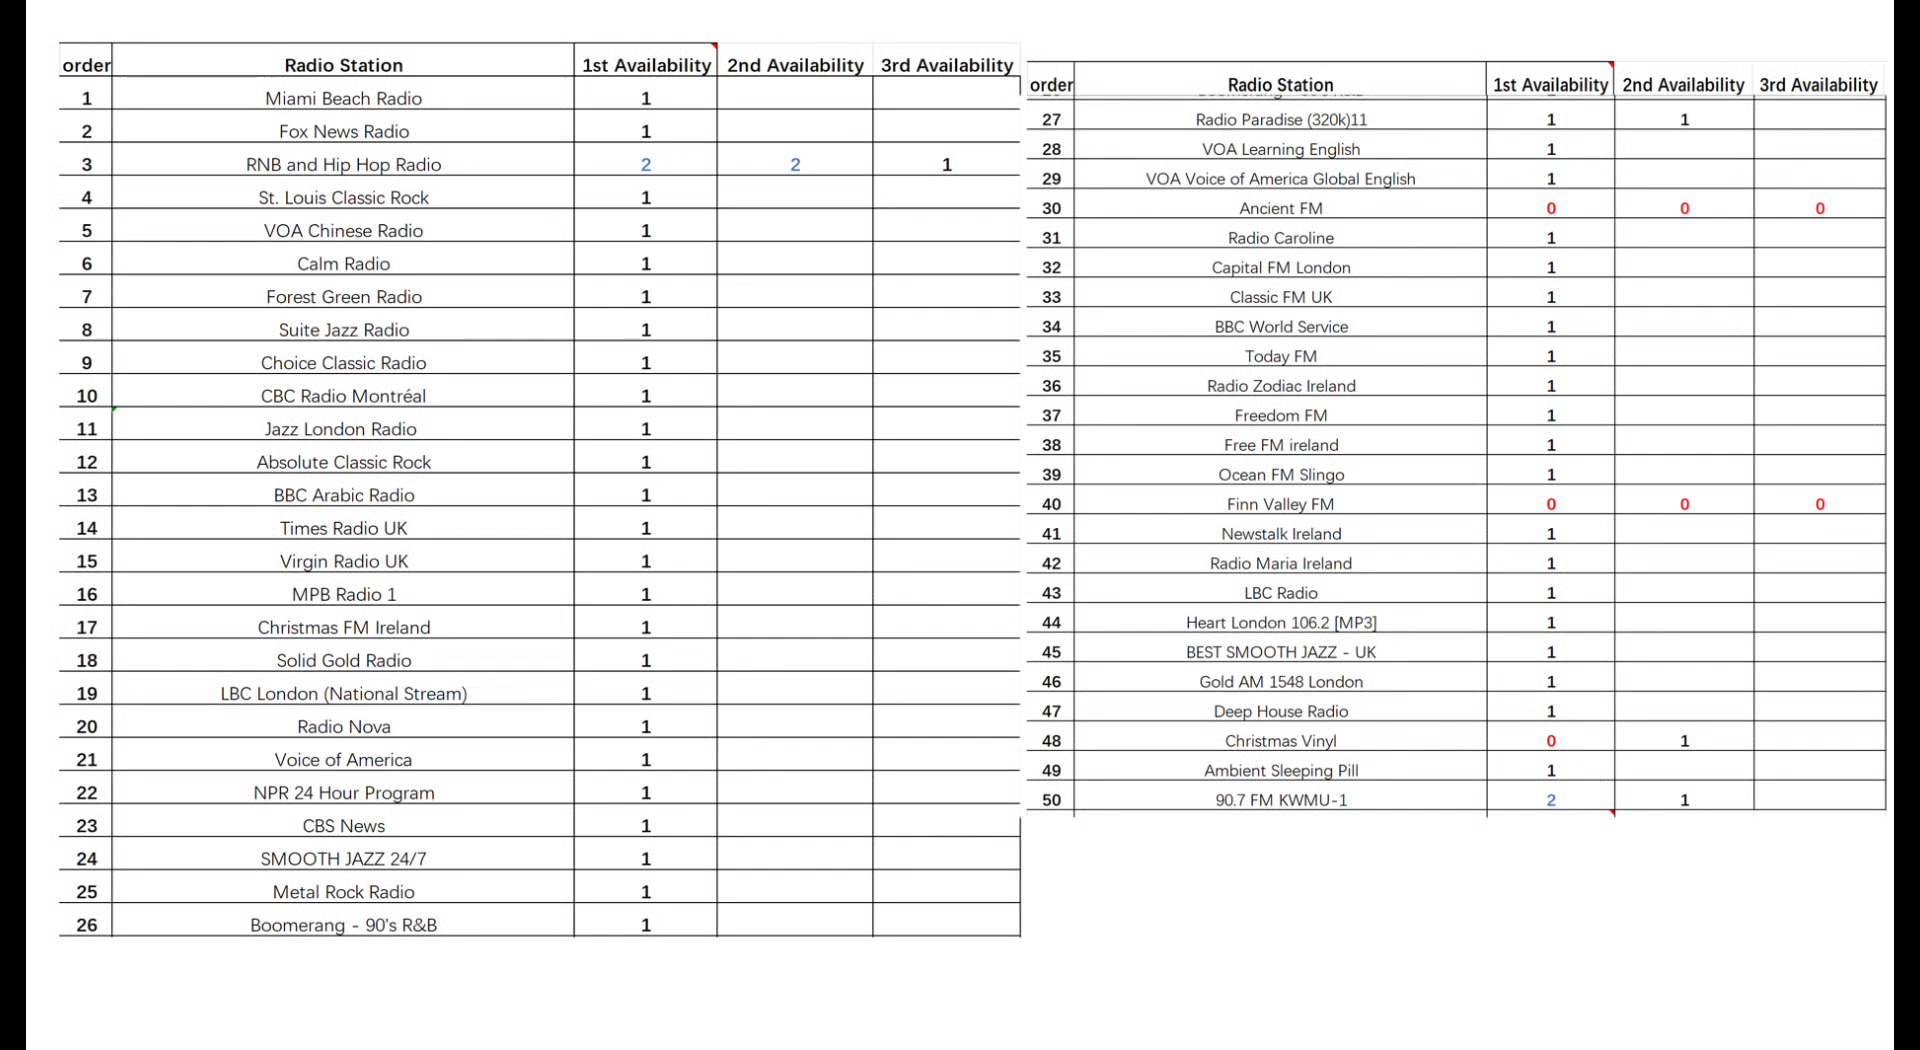 order Radio Station 1st Availability 2nd Availability 3rd Availability
1 Miami Beach Radio 1
2 Fox News Radio 1
3 RNB and Hip Hop Radio 2 2 1
4 St. Louis Classic Rock 1
5 VOA Chinese Radio 1
6 Calm Radio 1
7 Forest Green Radio 1
8 Suite Jazz Radio 1
9 Choice Classic Radio 1
10 CBC Radio Montréal 1
11 Jazz London Radio 1
12 Absolute Classic Rock 1
13 BBC Arabic Radio 1
14 Times Radio UK 1
15 Virgin Radio UK 1
16 MPB Radio 1 1
17 Christmas FM Ireland 1
18 Solid Gold Radio 1
19 LBC London (National Stream) 1
20 Radio Nova 1
21 Voice of America 1
22 NPR 24 Hour Program 1
23 CBS News 1
24 SMOOTH JAZZ 24/7 1
25 Metal Rock Radio 1
26 Boomerang - 90's R&B 1
order Radio Station 1st Availability 2nd Availability 3rd Availability
27 Radio Paradise (320k)11 1 1
28 VOA Learning English 1
29 VOA Voice of America Global English 1
30 Ancient FM 0 0 0
31 Radio Caroline 1
32 Capital FM London 1
33 Classic FM UK 1
34 BBC World Service 1
35 Today FM 1
36 Radio Zodiac Ireland 1
37 Freedom FM 1
38 Free FM ireland 1
39 Ocean FM Slingo 1
40 Finn Valley FM 0 0 0
41 Newstalk Ireland 1
42 Radio Maria Ireland 1
43 LBC Radio 1
44 Heart London 106.2 [MP3] 1
45 BEST SMOOTH JAZZ - UK 1
46 Gold AM 1548 London 1
47 Deep House Radio 1
48 Christmas Vinyl 0 1
49 Ambient Sleeping Pill 1
50 90.7 FM KWMU-1 2 1